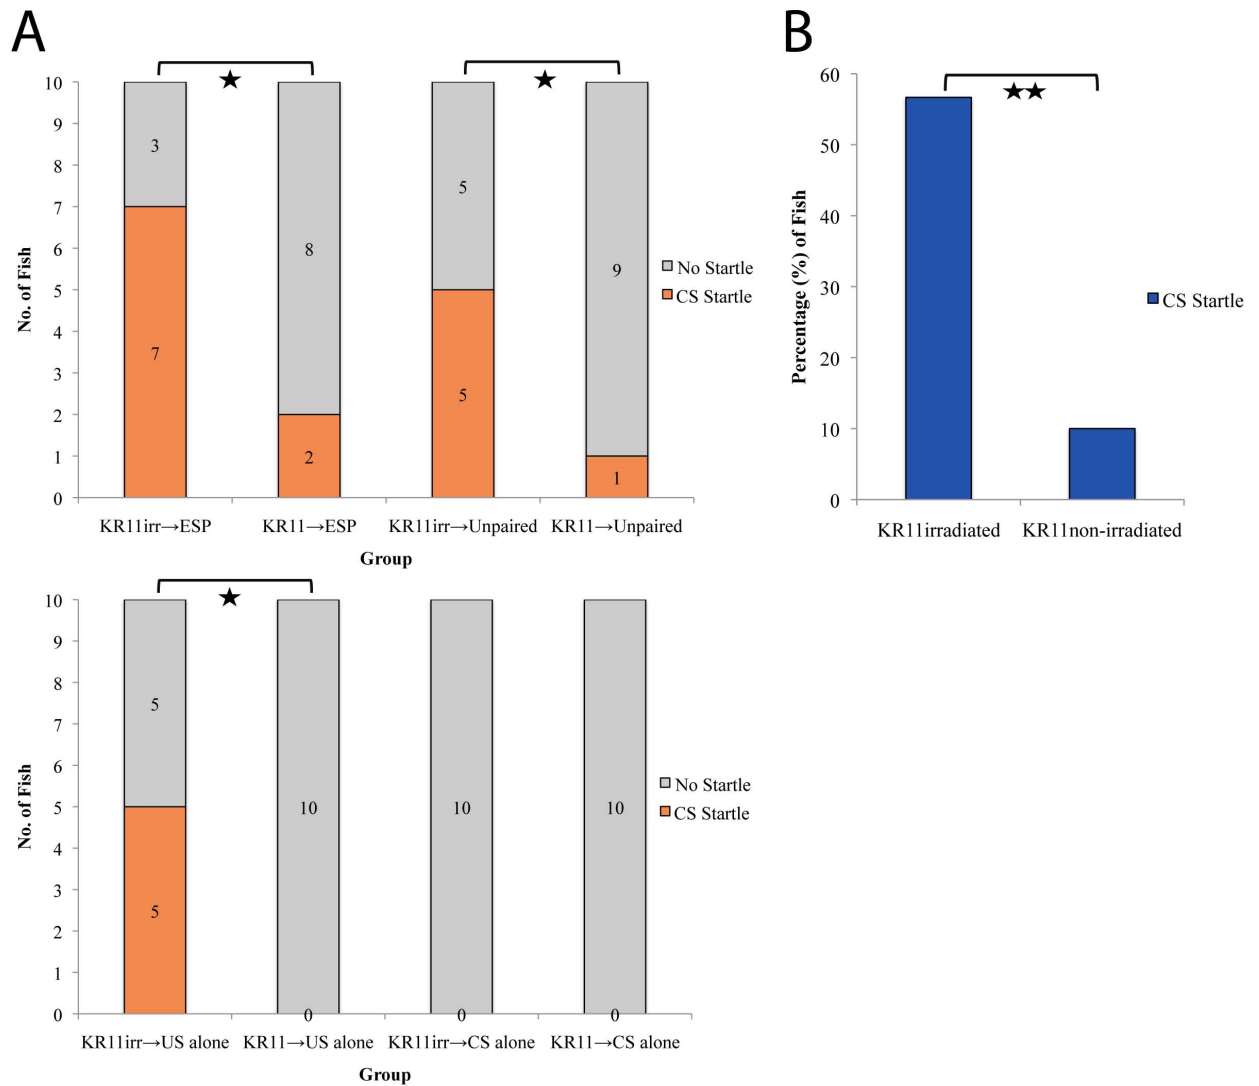 A
10
9
8
7
6
5
4
3
2
1
0
No. of Fish
3
7
8
2
5
5
9
1
No Startle
CS Startle
KR11irr→ESP
KR11→ESP
KR11irr→Unpaired
KR11→Unpaired
Group
B
60
50
40
30
20
10
0
Percentage (%) of Fish
CS Startle
KR11irradiated
KR11non-irradiated
10
9
8
7
6
5
4
3
2
1
0
No. of Fish
5
5
10
0
10
0
10
0
No Startle
CS Startle
KR11irr→US alone
KR11→US alone
KR11irr→CS alone
KR11→CS alone
Group